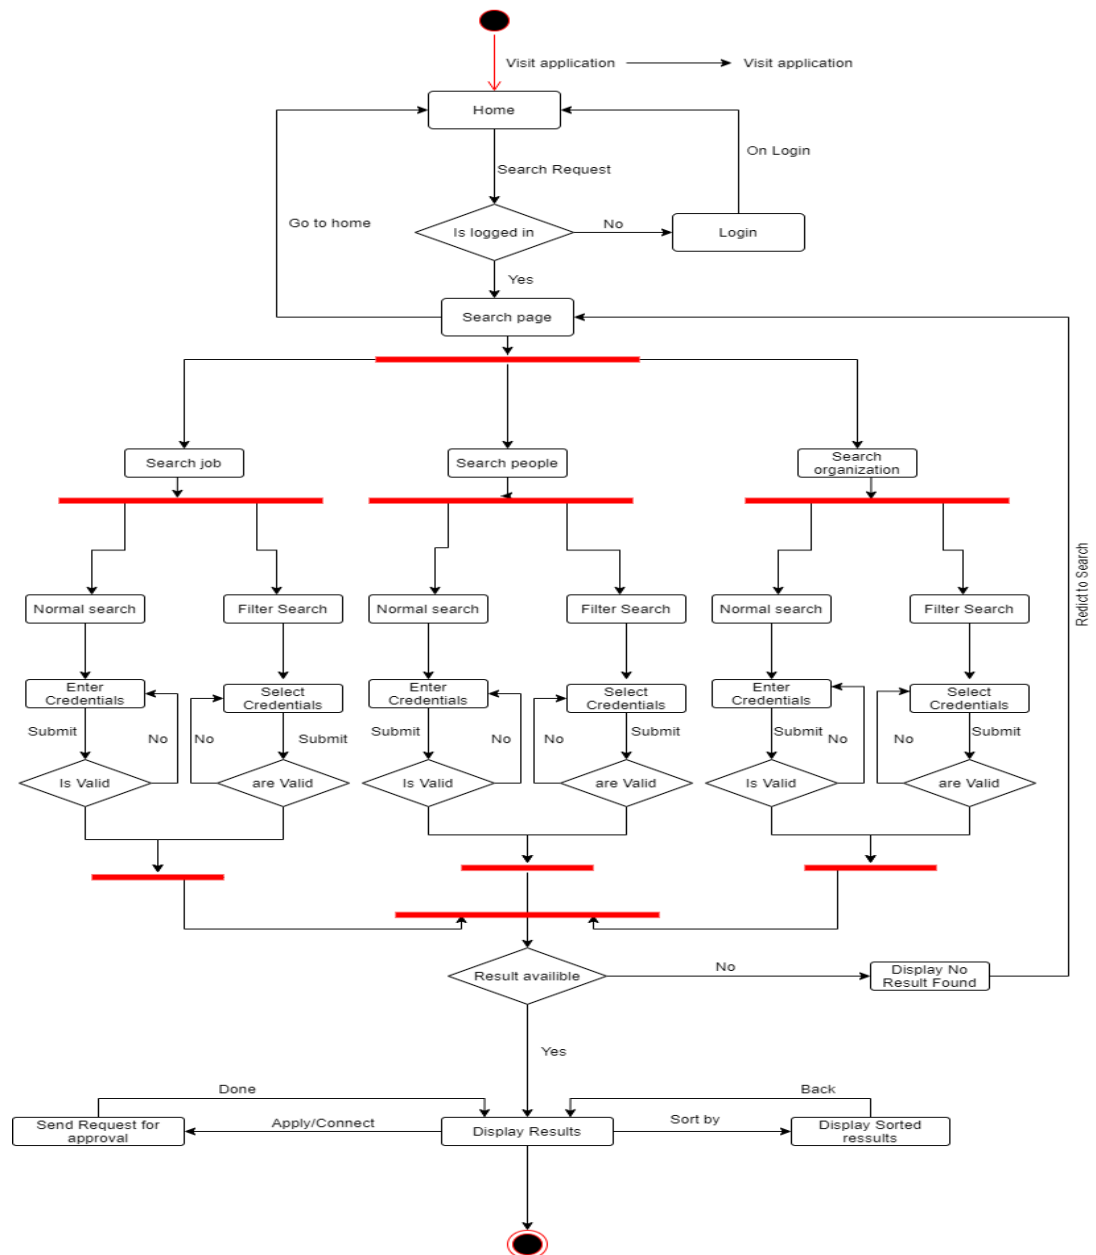 Visit application
Visit application
Home
On Login
Search Request
Go to home
No
Is logged in
Login
Yes
Search page
Search job
Search people
Search
organization
Redict to Search
Normal search
Filter Search
Normal search
Filter Search
Normal search
Filter Search
Enter
Credentials
Select
Credentials
Enter
Credentials
Select
Credentials
Enter
Credentials
Select
Credentials
Submit
No
No
Submit
Submit
No
No
Submit
Submit
No
No
Submit
Is Valid
are Valid
Is Valid
are Valid
Is Valid
are Valid
Result availible
No
Display No
Result Found
Yes
Done
Back
Send Request for
approval
Apply/Connect
Display Results
Sort by
Display Sorted
ressults